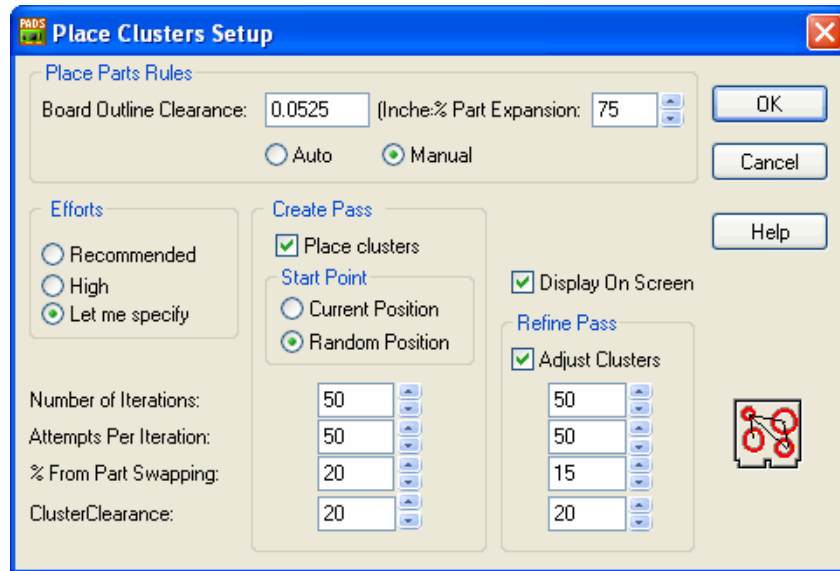 PADS
Place Clusters Setup
Place Parts Rules
Board Outline Clearance: 0.0525 (Inche:% Part Expansion: 75
Auto Manual
OK
Cancel
Help
Efforts
Recommended
High
Let me specify
Create Pass
Place clusters
Start Point
Current Position
Random Position
Display On Screen
Refine Pass
Adjust Clusters
Number of Iterations: 50 50
Attempts Per Iteration: 50 50
% From Part Swapping: 20 15
ClusterClearance: 20 20